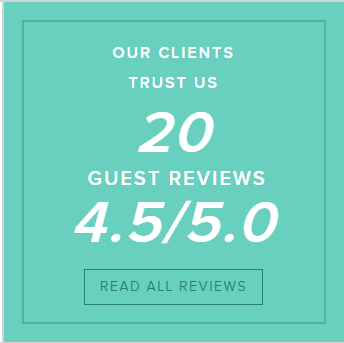 OUR CLIENTS
TRUST US
20
GUEST REVIEWS
4.5/5.0
READ ALL REVIEWS